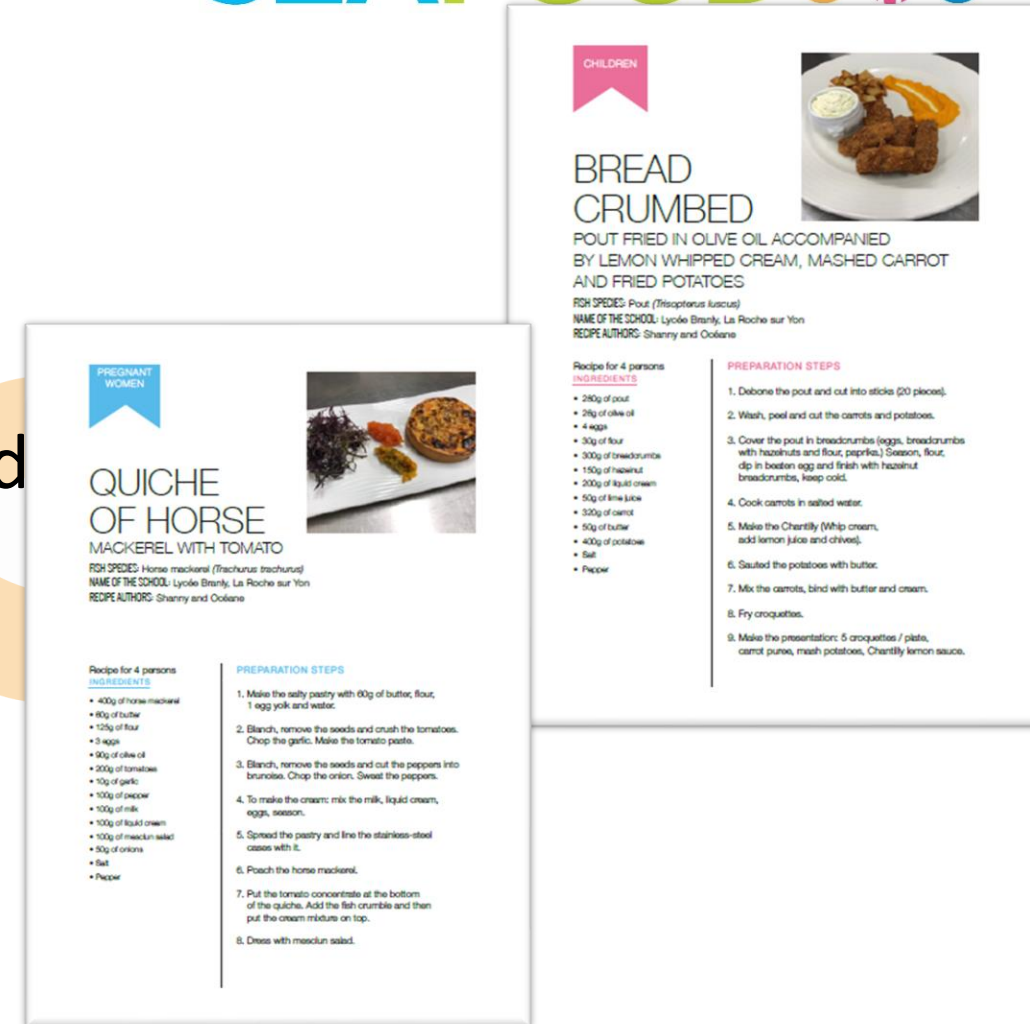 CHILDREN
BREAD
CRUMBED
POUT FRIED IN OLIVE OIL ACCOMPANIED
BY LEMON WHIPPED CREAM, MASHED CARROT
AND FRIED POTATOES
FISH SPECIES: Pout (Trisopterus luscus)
NAME OF THE SCHOOL: Lycée Branly, La Roche sur Yon
RECIPE AUTHORS: Shanny and Océane
Recipe for 4 persons
INGREDIENTS
• 280g of pout
• 28g of olive oil
• 4 eggs
• 30g of flour
• 300g of breadcrumbs
• 150g of hazelnut
• 200g of liquid cream
• 50g of lime juice
• 320g of carrot
• 50g of butter
• 400g of potatoes
• Salt
• Pepper
PREPARATION STEPS
1. Debone the pout and cut into sticks (20 pieces).
2. Wash, peel and cut the carrots and potatoes.
3. Cover the pout in breadcrumbs (eggs, breadcrumbs
with hazelnuts and flour, paprika.) Season, flour,
dip in beaten egg and finish with hazelnut
breadcrumbs, keep cold.
4. Cook carrots in salted water.
5. Make the Chantilly (Whip cream,
add lemon juice and chives).
6. Sauted the potatoes with butter.
7. Mix the carrots, bind with butter and cream.
8. Fry croquettes.
9. Make the presentation: 5 croquettes / plate,
carrot puree, mash potatoes, Chantilly lemon sauce.
PREGNANT
WOMEN
QUICHE
OF HORSE
MACKEREL WITH TOMATO
FISH SPECIES: Horse mackerel (Trachurus trachurus)
NAME OF THE SCHOOL: Lycée Branly, La Roche sur Yon
RECIPE AUTHORS: Shanny and Océane
Recipe for 4 persons
INGREDIENTS
• 400g of horse mackerel
• 60g of butter
• 125g of flour
• 3 eggs
• 90g of olive oil
• 200g of tomatoes
• 10g of garlic
• 100g of pepper
• 100g of milk
• 100g of liquid cream
• 100g of mesclun salad
• 50g of onions
• Salt
• Pepper
PREPARATION STEPS
1. Make the salty pastry with 60g of butter, flour,
1 egg yolk and water.
2. Blanch, remove the seeds and crush the tomatoes.
Chop the garlic. Make the tomato paste.
3. Blanch, remove the seeds and cut the peppers into
brunoise. Chop the onion. Sweat the peppers.
4. To make the cream: mix the milk, liquid cream,
eggs, season.
5. Spread the pastry and line the stainless-steel
cases with it.
6. Poach the horse mackerel.
7. Put the tomato concentrate at the bottom
of the quiche. Add the fish crumble and then
put the cream mixture on top.
8. Dress with mesclun salad.